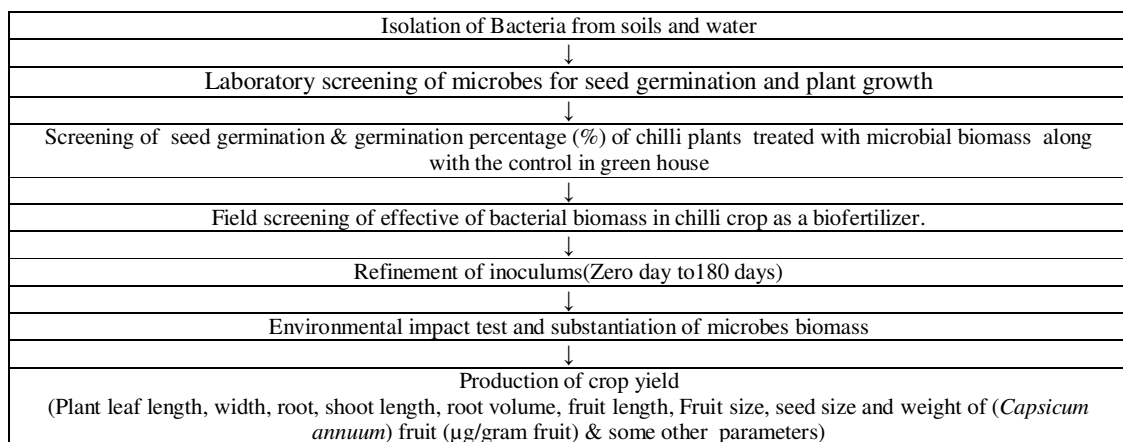 Isolation of Bacteria from soils and water
↓
Laboratory screening of microbes for seed germination and plant growth
↓
Screening of seed germination & germination percentage (%) of chilli plants treated with microbial biomass along
with the control in green house
↓
Field screening of effective of bacterial biomass in chilli crop as a biofertilizer.
↓
Refinement of inoculums(Zero day to180 days)
↓
Environmental impact test and substantiation of microbes biomass
↓
Production of crop yield
(Plant leaf length, width, root, shoot length, root volume, fruit length, Fruit size, seed size and weight of (Capsicum
annuum) fruit (µg/gram fruit) & some other parameters)